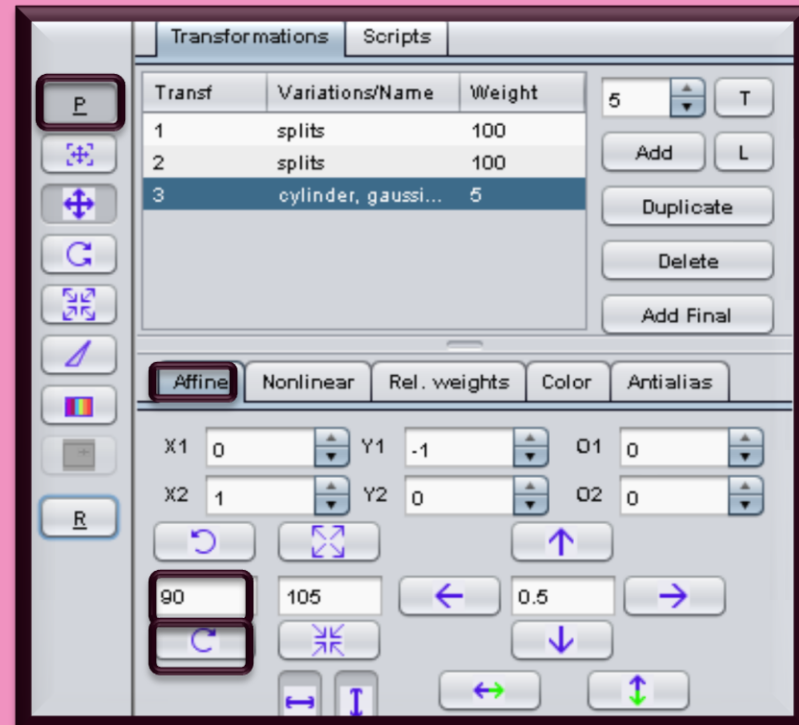 Transformations Scripts
P
Transf Variations/Name Weight
5 T
1 splits 100
2 splits 100
3 cylinder, gaussi... 5
Add L
Duplicate
Delete
Add Final
Affine Nonlinear Rel. weights Color Antialias
X1 0 Y1 -1 O1 0
X2 1 Y2 0 O2 0
R
90 105 0.5